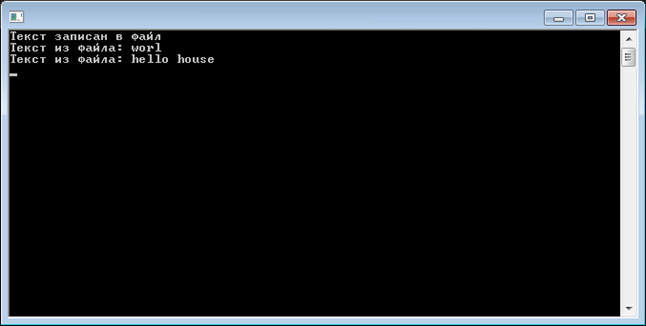 Текст записан в файл
Текст из файла: worl
Текст из файла: hello house